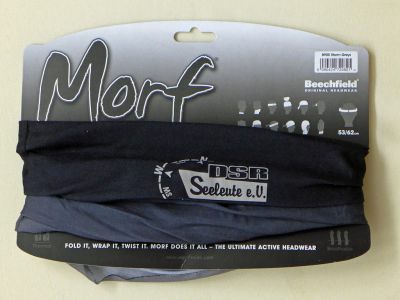 Morf
Beechfield
ORIGINAL HEADWEAR
53/62cm
N
W
DSR
Seeleute e.V.
FOLD IT, WRAP IT, TWIST IT. MORF DOES IT ALL – THE ULTIMATE ACTIVE HEADWEAR